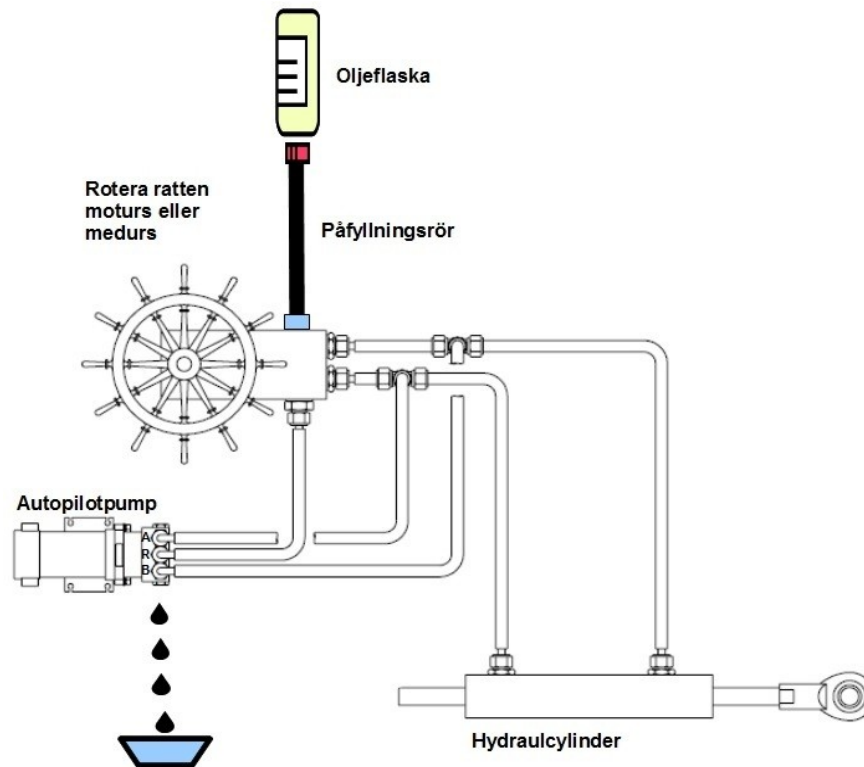 Oljeflaska
Rotera ratten
moturs eller
medurs
Påfyllningsrör
Autopilotpump
A
R
B
Hydraulcylinder